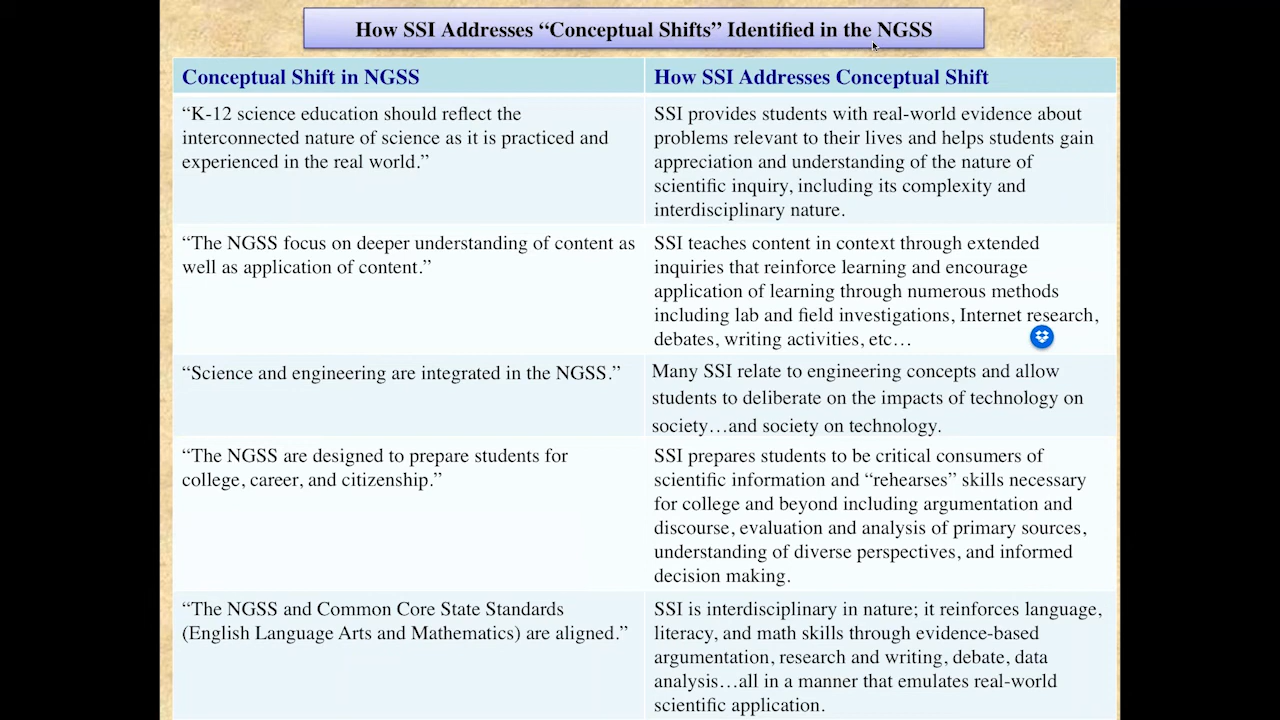 How SSI Addresses “Conceptual Shifts” Identified in the NGSS
Conceptual Shift in NGSS
How SSI Addresses Conceptual Shift
“K-12 science education should reflect the
interconnected nature of science as it is practiced and
experienced in the real world.”
SSI provides students with real-world evidence about
problems relevant to their lives and helps students gain
appreciation and understanding of the nature of
scientific inquiry, including its complexity and
interdisciplinary nature.
“The NGSS focus on deeper understanding of content as
well as application of content.”
SSI teaches content in context through extended
inquiries that reinforce learning and encourage
application of learning through numerous methods
including lab and field investigations, Internet research,
debates, writing activities, etc…
“Science and engineering are integrated in the NGSS.”
Many SSI relate to engineering concepts and allow
students to deliberate on the impacts of technology on
society…and society on technology.
“The NGSS are designed to prepare students for
college, career, and citizenship.”
SSI prepares students to be critical consumers of
scientific information and “rehearses” skills necessary
for college and beyond including argumentation and
discourse, evaluation and analysis of primary sources,
understanding of diverse perspectives, and informed
decision making.
“The NGSS and Common Core State Standards
(English Language Arts and Mathematics) are aligned.”
SSI is interdisciplinary in nature; it reinforces language,
literacy, and math skills through evidence-based
argumentation, research and writing, debate, data
analysis…all in a manner that emulates real-world
scientific application.